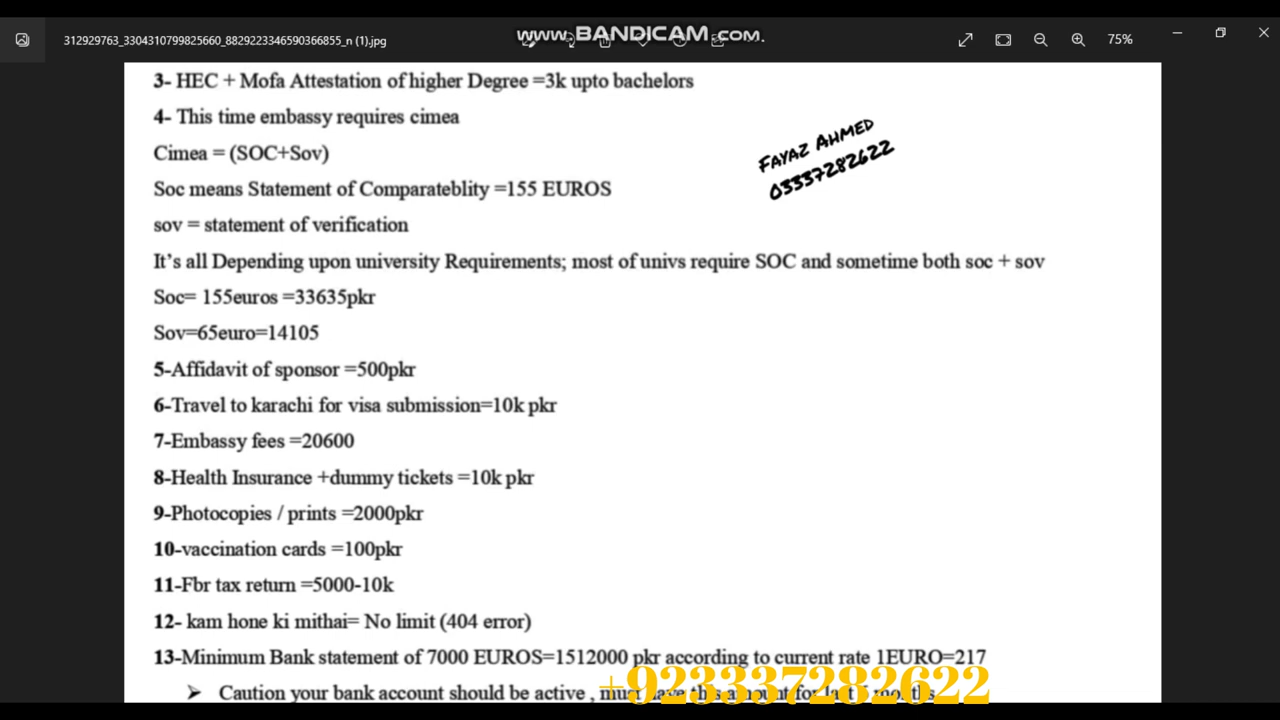 www.BANDICAM.com.
312929763_3304310799825660_8829223346590366855_n (1).jpg
75%
3- HEC + Mofa Attestation of higher Degree =3k upto bachelors
4- This time embassy requires cimea
Cimea = (SOC+Sov)
FAYAZ AHMED
03337282622
Soc means Statement of Comparateblity =155 EUROS
sov = statement of verification
It's all Depending upon university Requirements; most of univs require SOC and sometime both soc + sov
Soc= 155euros =33635pkr
Sov=65euro=14105
5-Affidavit of sponsor =500pkr
6-Travel to karachi for visa submission=10k pkr
7-Embassy fees =20600
8-Health Insurance +dummy tickets =10k pkr
9-Photocopies / prints =2000pkr
10-vaccination cards =100pkr
11-Fbr tax return =5000-10k
12- kam hone ki mithai= No limit (404 error)
13-Minimum Bank statement of 7000 EUROS=1512000 pkr according to current rate 1EURO=217
➤ Caution your bank account should be active , must have this amount for last months
+923337282622